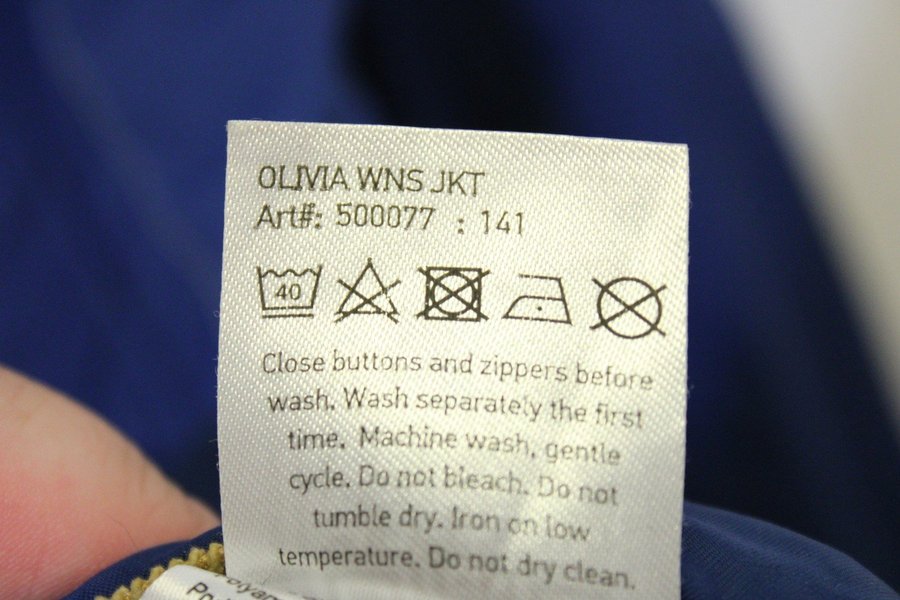 OLIVIA WNS JKT
Art#: 500077 : 141
40
Close buttons and zippers before
wash. Wash separately the first
time. Machine wash, gentle
cycle. Do not bleach. Do not
tumble dry. Iron on low
temperature. Do not dry clean.